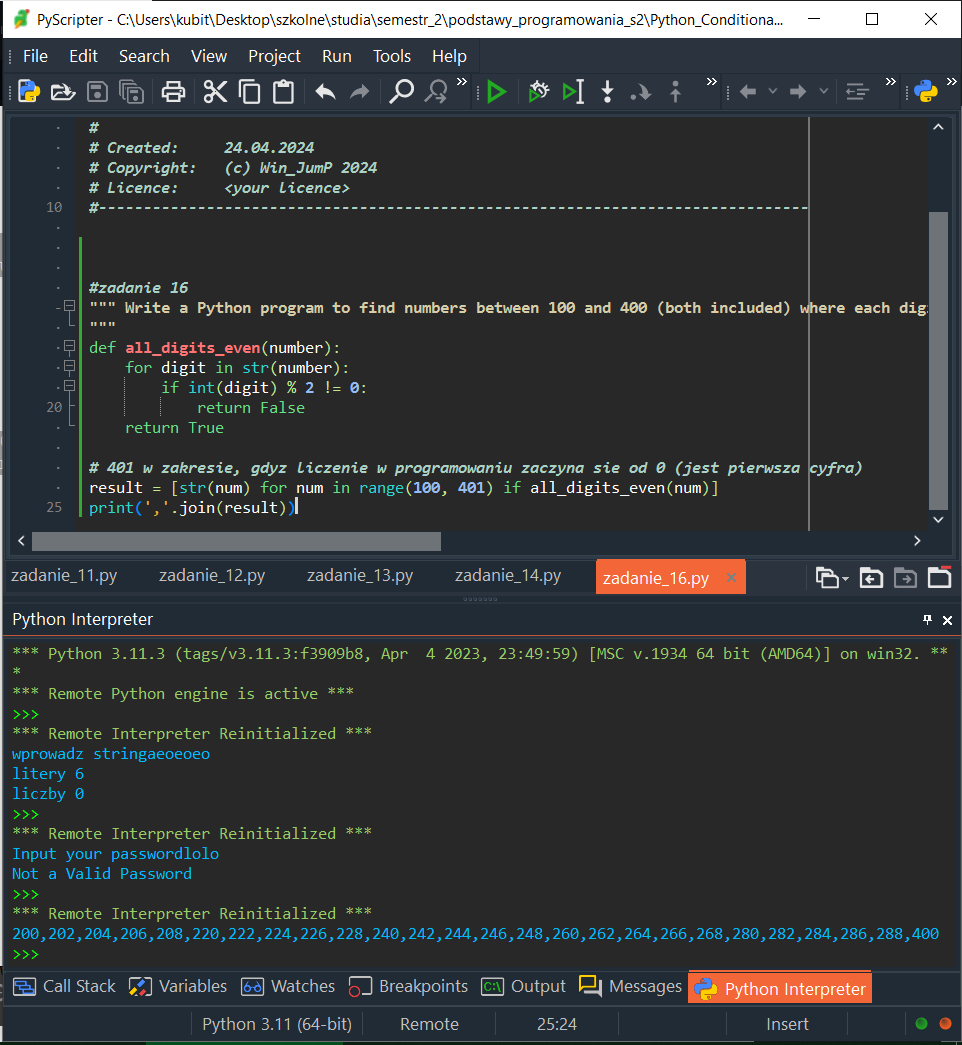 PyScripter - C:\Users\kubit\Desktop\szkolne\studia\semestr_2\podstawy_programowania_s2\Python_Conditiona...
File Edit Search View Project Run Tools Help
#
# Created:     24.04.2024
# Copyright:   (c) Win_JumP 2024
# Licence:     <your licence>
10 #-------------------------------------------------------------------------------
#zadanie 16
""" Write a Python program to find numbers between 100 and 400 (both included) where each dig
"""
def all_digits_even(number):
    for digit in str(number):
        if int(digit) % 2 != 0:
20             return False
    return True
# 401 w zakresie, gdyz liczenie w programowaniu zaczyna sie od 0 (jest pierwsza cyfra)
result = [str(num) for num in range(100, 401) if all_digits_even(num)]
25 print(','.join(result))
zadanie_11.py zadanie_12.py zadanie_13.py zadanie_14.py zadanie_16.py
Python Interpreter
*** Python 3.11.3 (tags/v3.11.3:f3909b8, Apr  4 2023, 23:49:59) [MSC v.1934 64 bit (AMD64)] on win32. **
*
*** Remote Python engine is active ***
>>>
*** Remote Interpreter Reinitialized ***
wprowadz stringaeoeoeo
litery 6
liczby 0
>>>
*** Remote Interpreter Reinitialized ***
Input your passwordlolo
Not a Valid Password
>>>
*** Remote Interpreter Reinitialized ***
200,202,204,206,208,220,222,224,226,228,240,242,244,246,248,260,262,264,266,268,280,282,284,286,288,400
>>>
Call Stack Variables Watches Breakpoints Output Messages Python Interpreter
Python 3.11 (64-bit) Remote 25:24 Insert